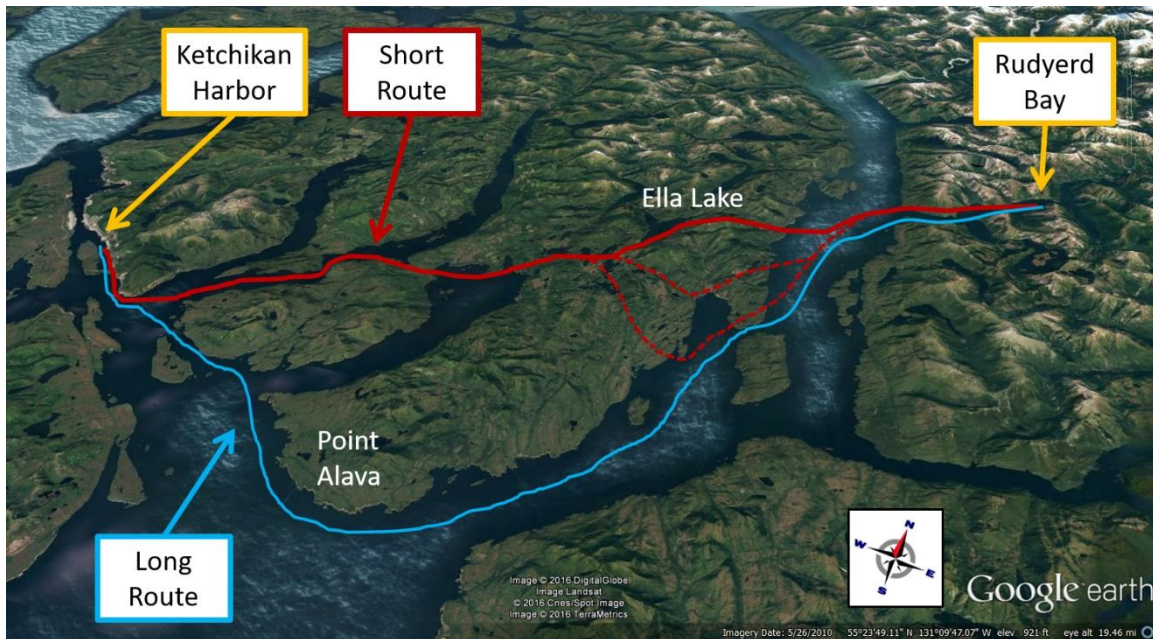 Ketchikan
Harbor
Short
Route
Rudyerd
Bay
Ella Lake
Point
Alava
Long
Route
N
W
E
S
Image © 2016 DigitalGlobe
Image Landsat
© 2016 Cnes/Spot Image
Image © 2016 TerraMetrics
Google earth
Imagery Date: 5/26/2010 55°23'49.11" N 131°09'47.07" W elev 921 ft eye alt 19.46 mi